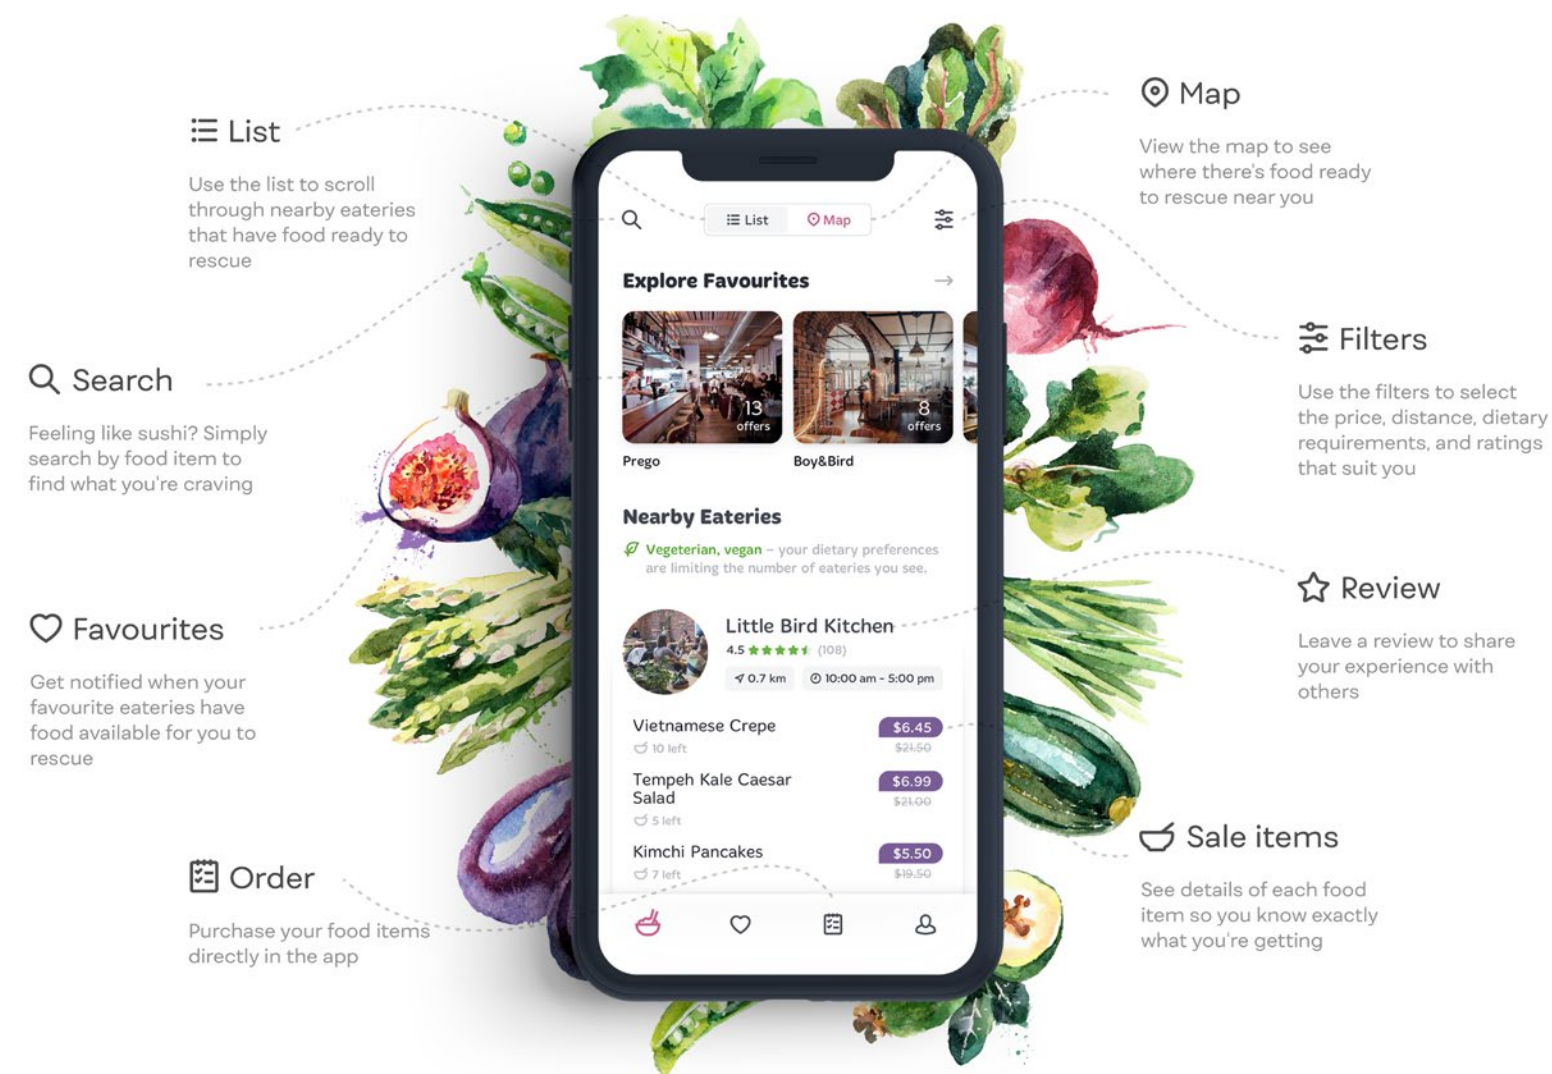 List
Use the list to scroll
through nearby eateries
that have food ready to
rescue
Search
Feeling like sushi? Simply
search by food item to
find what you're craving
Favourites
Get notified when your
favourite eateries have
food available for you to
rescue
Order
Purchase your food items
directly in the app
List
Map
Explore Favourites
13
offers
8
offers
Prego
Boy&Bird
Nearby Eateries
Vegeterian, vegan – your dietary preferences
are limiting the number of eateries you see.
Little Bird Kitchen
4.5 (108)
0.7 km
10:00 am - 5:00 pm
Vietnamese Crepe
$6.45
10 left
$21.50
Tempeh Kale Caesar
Salad
$6.99
$21.00
5 left
Kimchi Pancakes
$5.50
7 left
$19.50
Map
View the map to see
where there's food ready
to rescue near you
Filters
Use the filters to select
the price, distance, dietary
requirements, and ratings
that suit you
Review
Leave a review to share
your experience with
others
Sale items
See details of each food
item so you know exactly
what you're getting